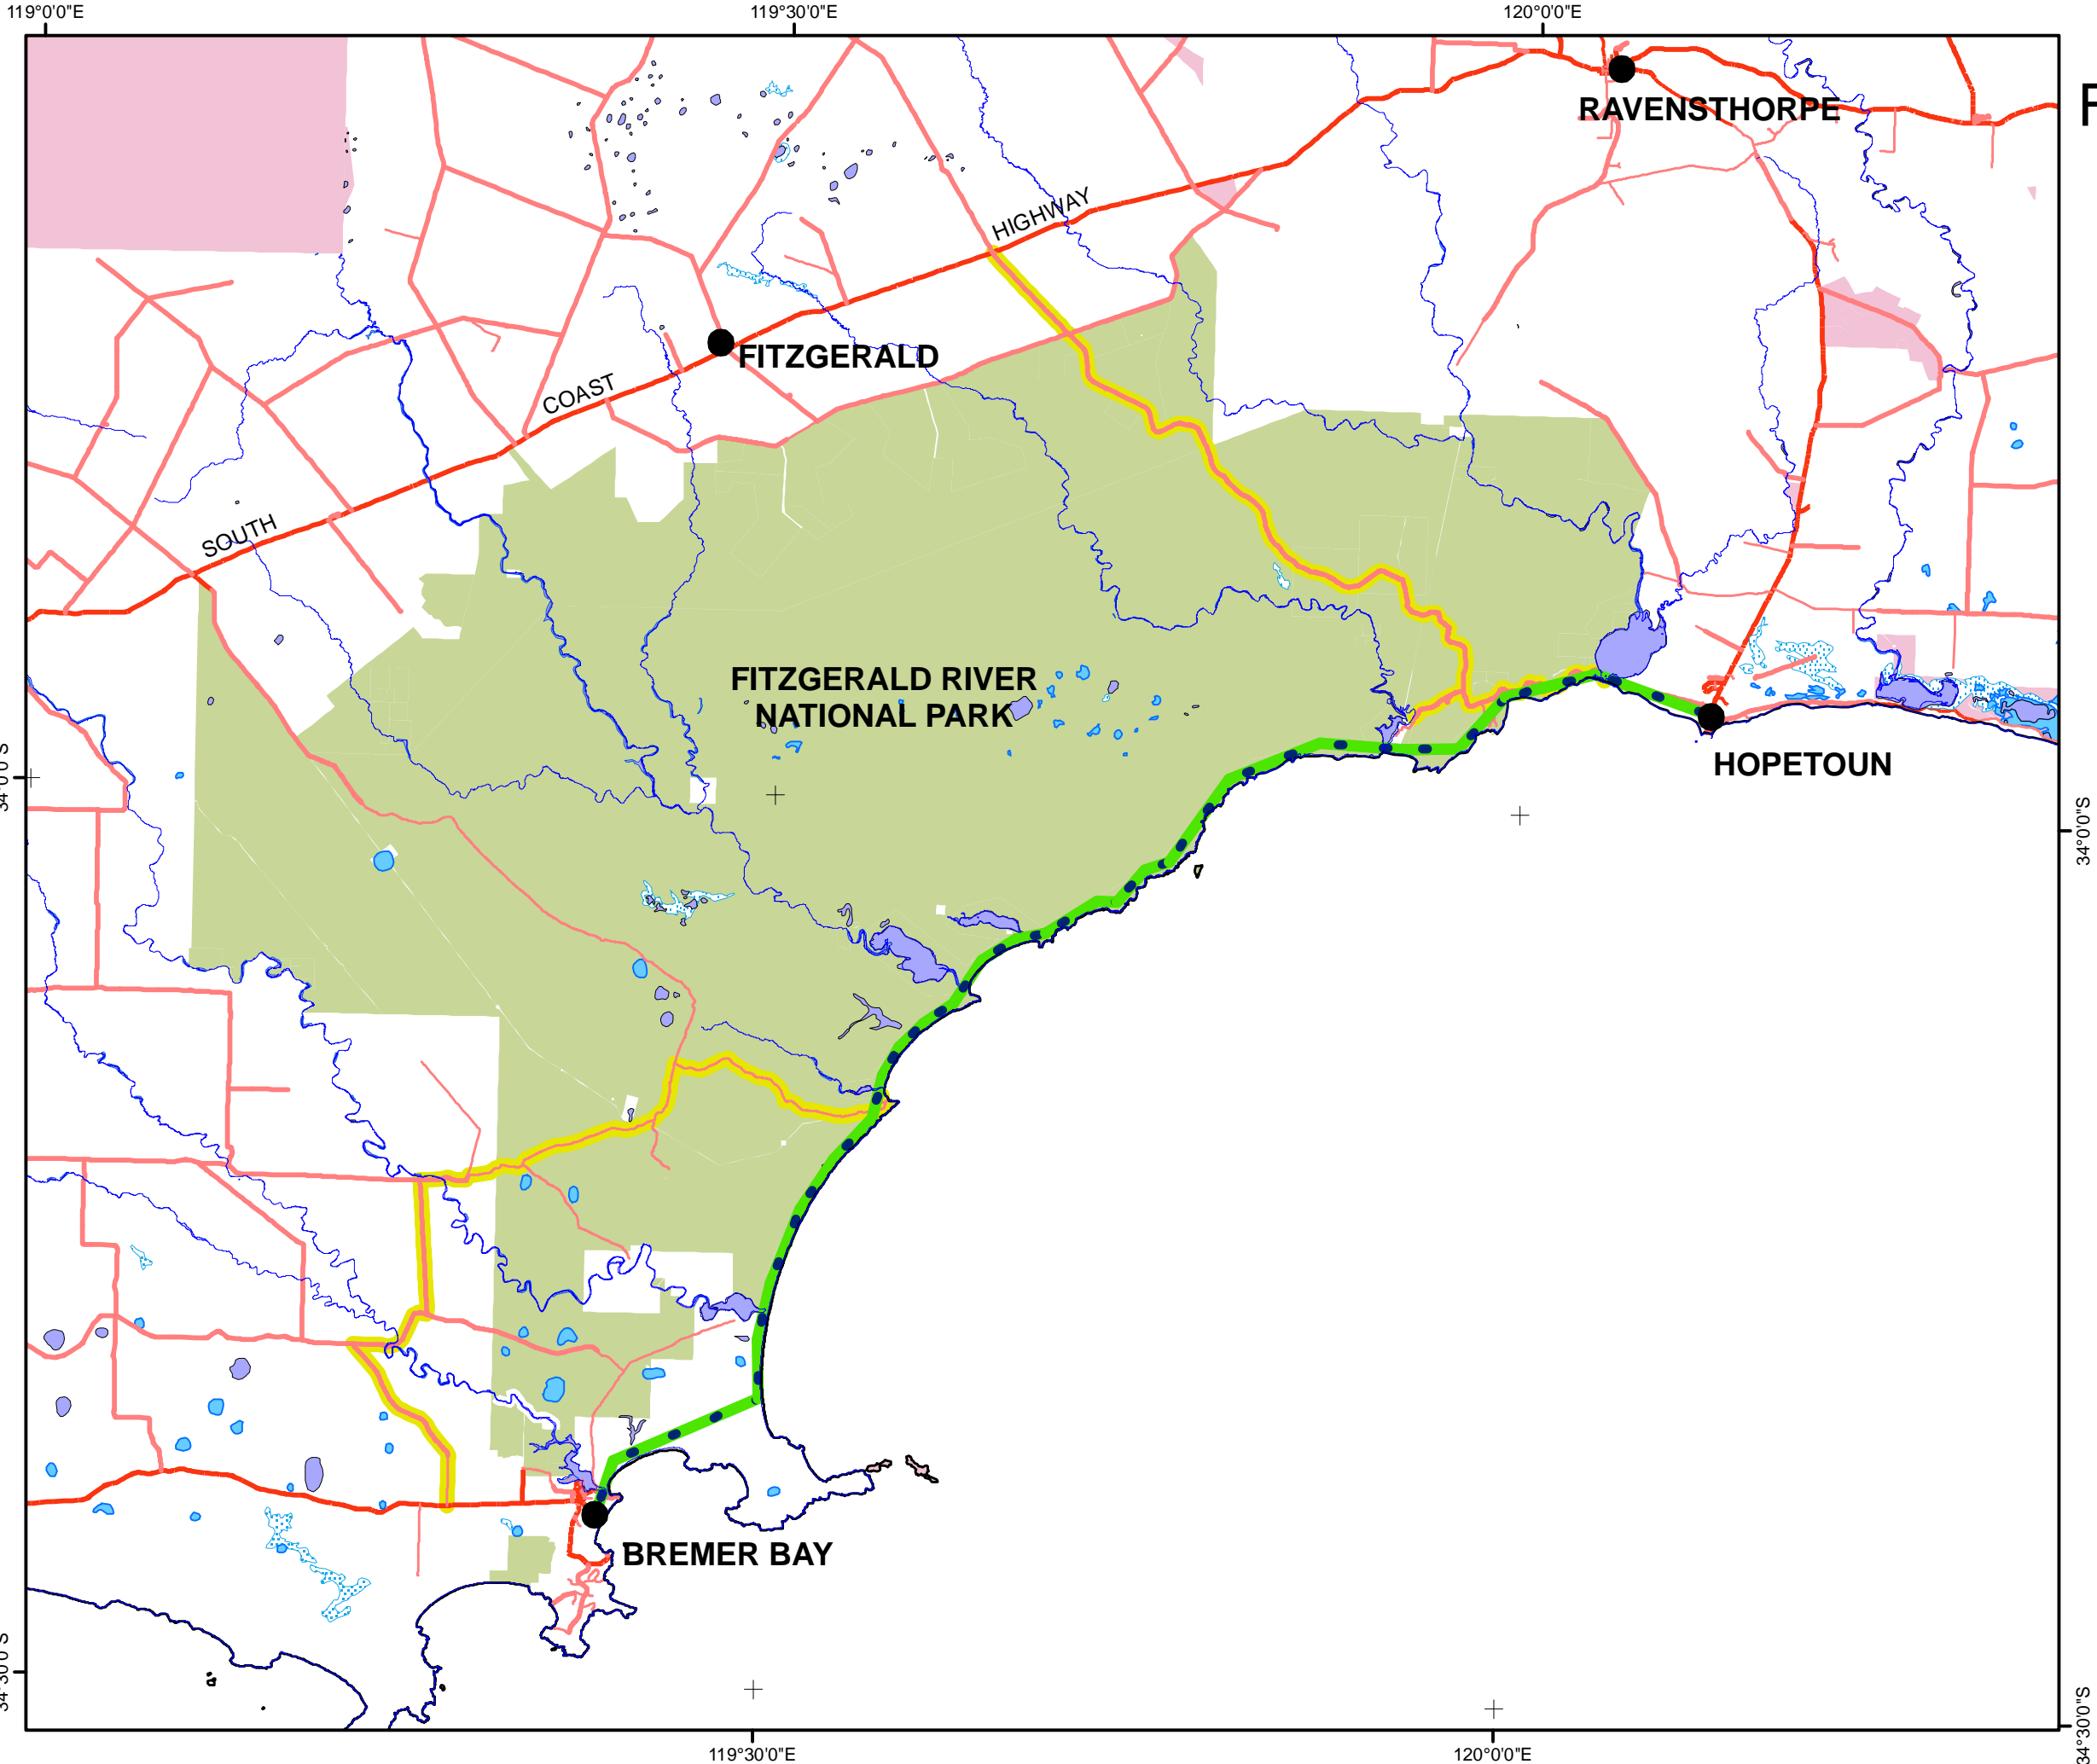 119°0'0"E
119°30'0"E
120°0'0"E
RAVENSTHORPE
HIGHWAY
FITZGERALD
COAST
SOUTH
FITZGERALD RIVER
NATIONAL PARK
HOPETOUN
34°0'0"S
BREMER BAY
34°30'0"S
119°30'0"E
120°0'0"E